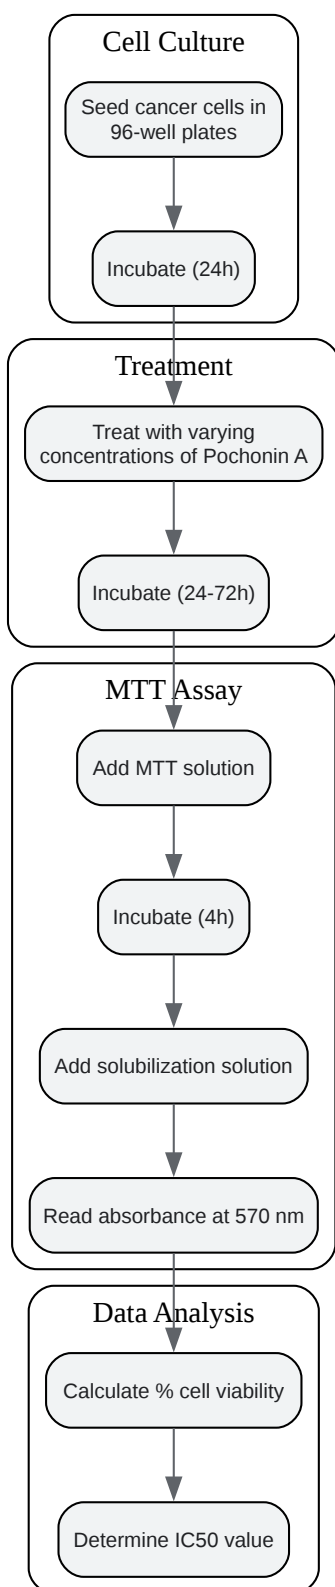 Cell Culture
Seed cancer cells in
96-well plates
Incubate (24h)
Treatment
Treat with varying
concentrations of Pochonin A
Incubate (24-72h)
MTT Assay
Add MTT solution
Incubate (4h)
Add solubilization solution
Read absorbance at 570 nm
Data Analysis
Calculate % cell viability
Determine IC50 value